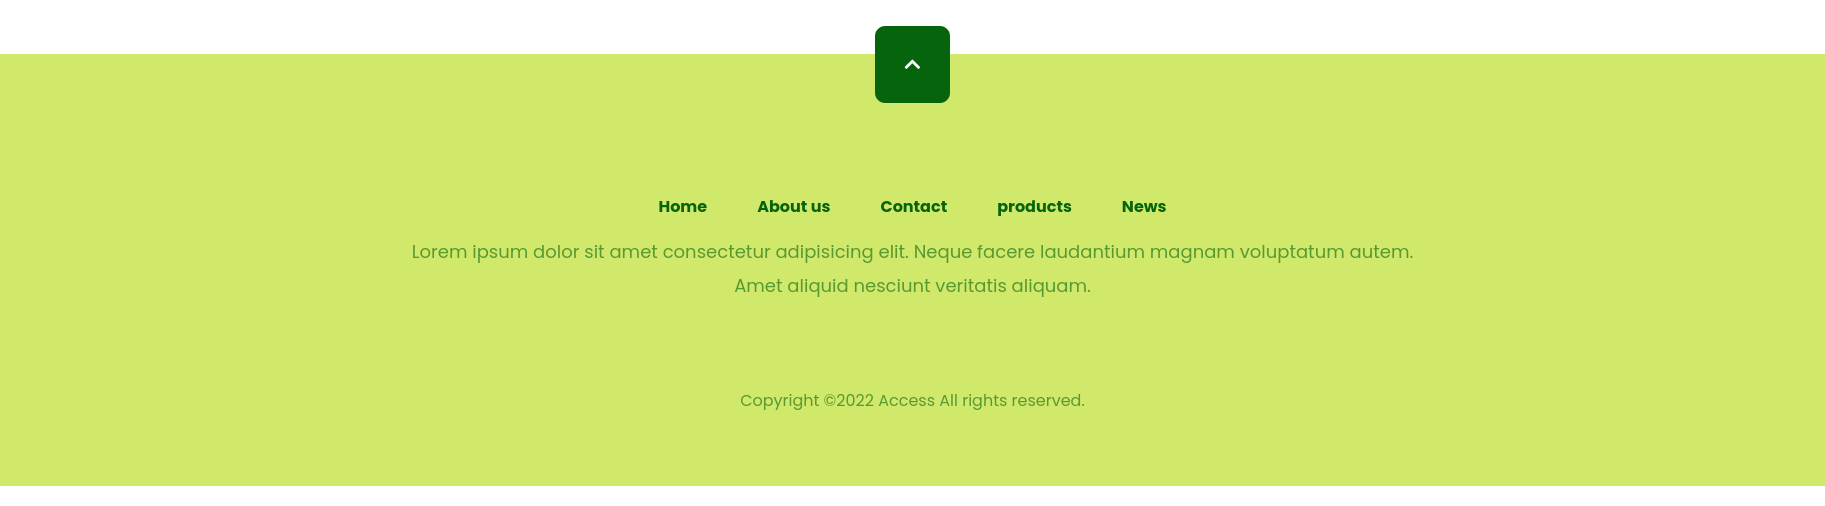 Home About us Contact products News
Lorem ipsum dolor sit amet consectetur adipisicing elit. Neque facere laudantium magnam voluptatum autem.
Amet aliquid nesciunt veritatis aliquam.
Copyright ©2022 Access All rights reserved.